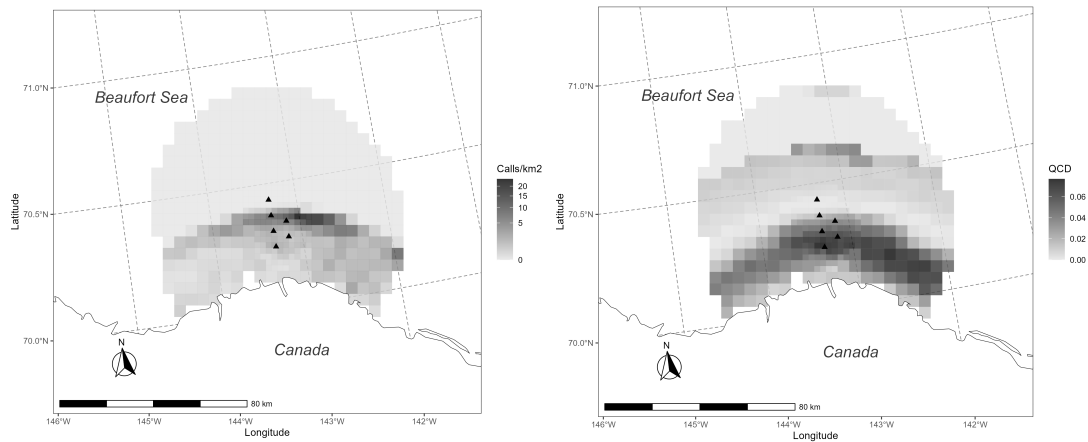 Beaufort Sea
Canada
N
80 km
71.0°N
70.5°N
70.0°N
Latitude
146°W 145°W 144°W 143°W 142°W
Longitude
Calls/km2
20
15
10
5
0
Beaufort Sea
Canada
N
80 km
71.0°N
70.5°N
70.0°N
Latitude
146°W 145°W 144°W 143°W 142°W
Longitude
QCD
0.06
0.04
0.02
0.00